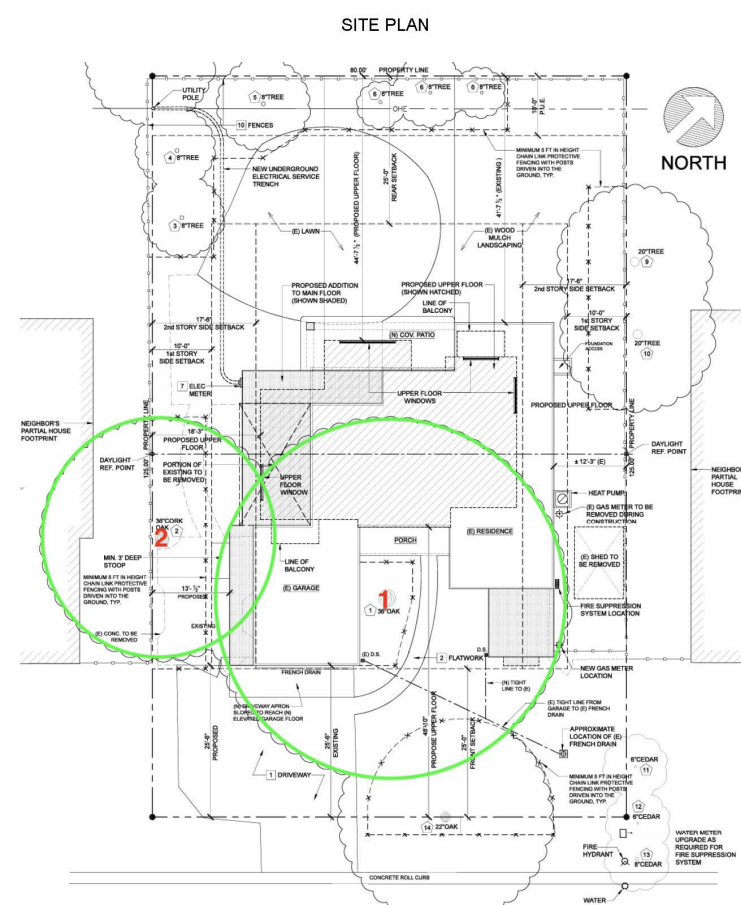 SITE PLAN
80.00'
PROPERTY LINE
UTILITY
POLE
5 8"TREE
6 8"TREE
6 8"TREE
6 8"TREE
OHE
10'-0"
P.U.E.
10 FENCES
NORTH
4 8"TREE
NEW UNDERGROUND
ELECTRICAL SERVICE
TRENCH
MINIMUM 5 FT IN HEIGHT
CHAIN LINK PROTECTIVE
FENCING WITH POSTS
DRIVEN INTO THE
GROUND, TYP.
44'-7 ½" (PROPOSED UPPER FLOOR)
25'-0"
REAR SETBACK
41'-7 ½" (EXISTING )
3 8"TREE
(E) LAWN
(E) WOOD
MULCH
LANDSCAPING
20"TREE
9
PROPOSED ADDITION
TO MAIN FLOOR
(SHOWN SHADED)
PROPOSED UPPER FLOOR
(SHOWN HATCHED)
LINE OF
BALCONY
17'-6"
2nd STORY SIDE SETBACK
17'-6"
2nd STORY SIDE SETBACK
10'-0"
1st STORY
SIDE SETBACK
10'-0"
1st STORY
SIDE SETBACK
(N) COV. PATIO
FOUNDATION
ACCESS
20"TREE
10
7 ELEC
METER
UPPER FLOOR
WINDOWS
PROPOSED UPPER FLOOR
NEIGHBOR'S
PARTIAL HOUSE
FOOTPRINT
PROPERTY LINE
125.00'
18'-3"
PROPOSED UPPER
FLOOR
DAYLIGHT
REF. POINT
PORTION OF
EXISTING TO
BE REMOVED
UPPER
FLOOR
WINDOW
PROPERTY LINE
125.00'
DAYLIGHT
REF. POINT
± 12'-3" (E)
NEIGHBO
PARTIAL
HOUSE
FOOTPRIN
HEAT PUMP
(E) GAS METER TO BE
REMOVED DURING
CONSTRUCTION
36"CORK
OAK
2
2
PORCH
(E) RESIDENCE
MIN. 3' DEEP
STOOP
LINE OF
BALCONY
(E) SHED TO
BE REMOVED
MINIMUM 5 FT IN HEIGHT
CHAIN LINK PROTECTIVE
FENCING WITH POSTS
DRIVEN INTO THE
GROUND, TYP.
13'- ½"
PROPOSED
(E) GARAGE
1
1 36"OAK
FIRE SUPPRESSION
SYSTEM LOCATION
EXISTING
(E) CONC. TO BE
REMOVED
(E) D.S.
2 FLATWORK
D.S.
FRENCH DRAIN
NEW GAS METER
LOCATION
(N) TIGHT
LINE TO (E)
(N) DRIVEWAY APRON
SLOPED TO REACH (N)
ELEVATED GARAGE FLOOR
(E) TIGHT LINE FROM
GARAGE TO (E) FRENCH
DRAIN
25'-6"
PROPOSED
25'-6"
EXISTING
PROPOSE UPPER FLOOR
25'-0"
FRONT SETBACK
APPROXIMATE
LOCATION OF (E)
FRENCH DRAIN
1 DRIVEWAY
MINIMUM 5 FT IN HEIGHT
CHAIN LINK PROTECTIVE
FENCING WITH POSTS
DRIVEN INTO THE
GROUND, TYP.
6"CEDAR
11
12
6"CEDAR
14 22"OAK
FIRE
HYDRANT
WATER METER
UPGRADE AS
REQUIRED FOR
FIRE SUPPRESSION
SYSTEM
13
8"CEDAR
CONCRETE ROLL CURB
WATER